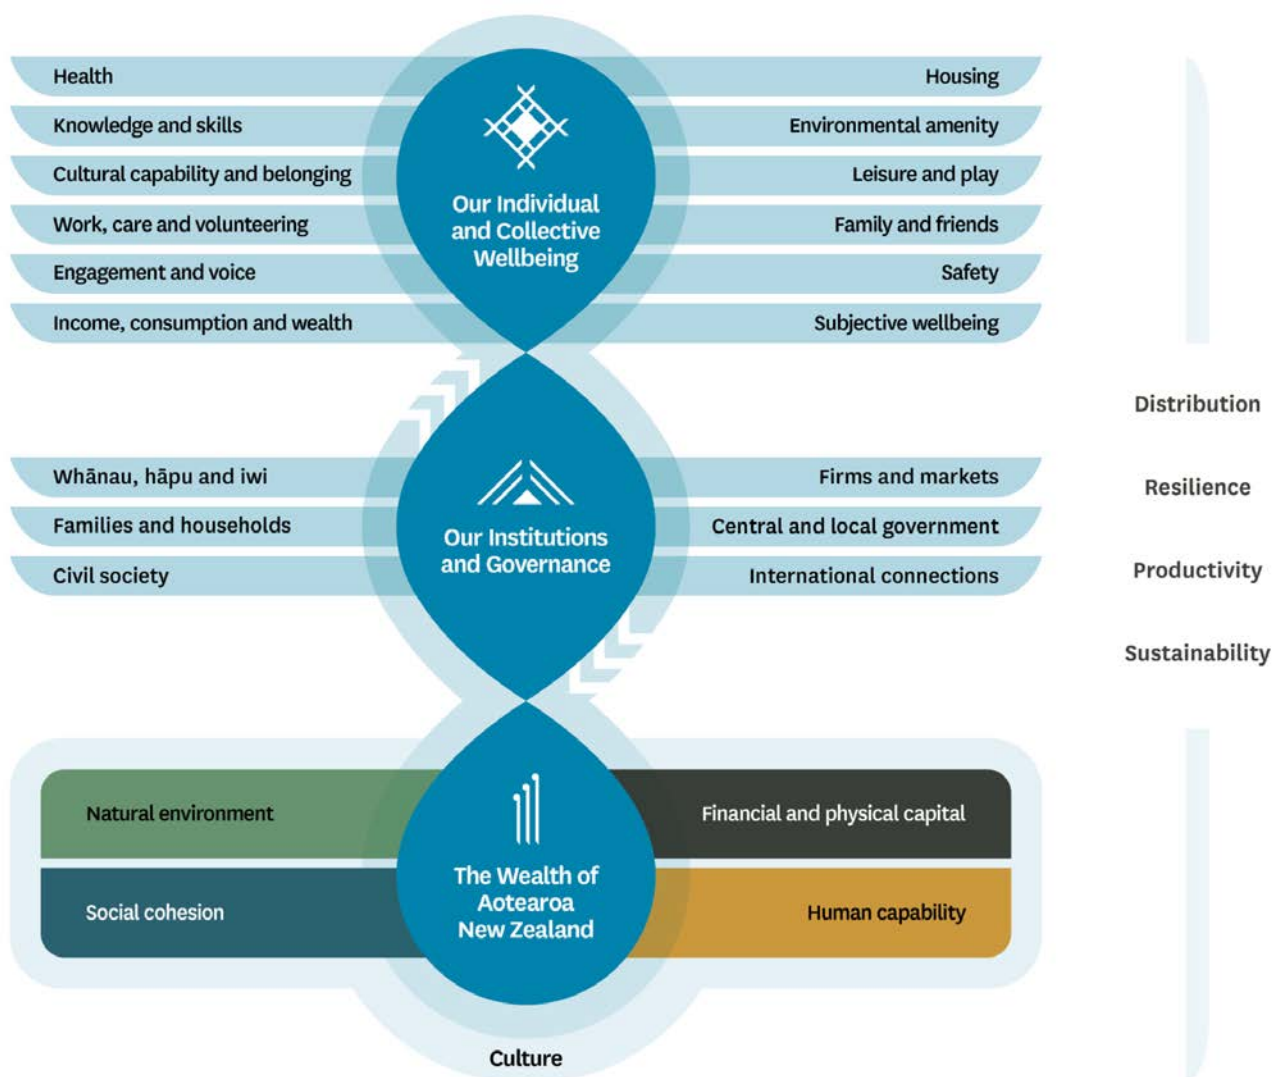 Health
Housing
Knowledge and skills
Environmental amenity
Cultural capability and belonging
Leisure and play
Our Individual
and Collective
Wellbeing
Work, care and volunteering
Family and friends
Engagement and voice
Safety
Income, consumption and wealth
Subjective wellbeing
Whānau, hāpu and iwi
Firms and markets
Families and households
Central and local government
Our Institutions
and Governance
Civil society
International connections
Distribution
Resilience
Productivity
Sustainability
Natural environment
Financial and physical capital
The Wealth of
Aotearoa
New Zealand
Social cohesion
Human capability
Culture